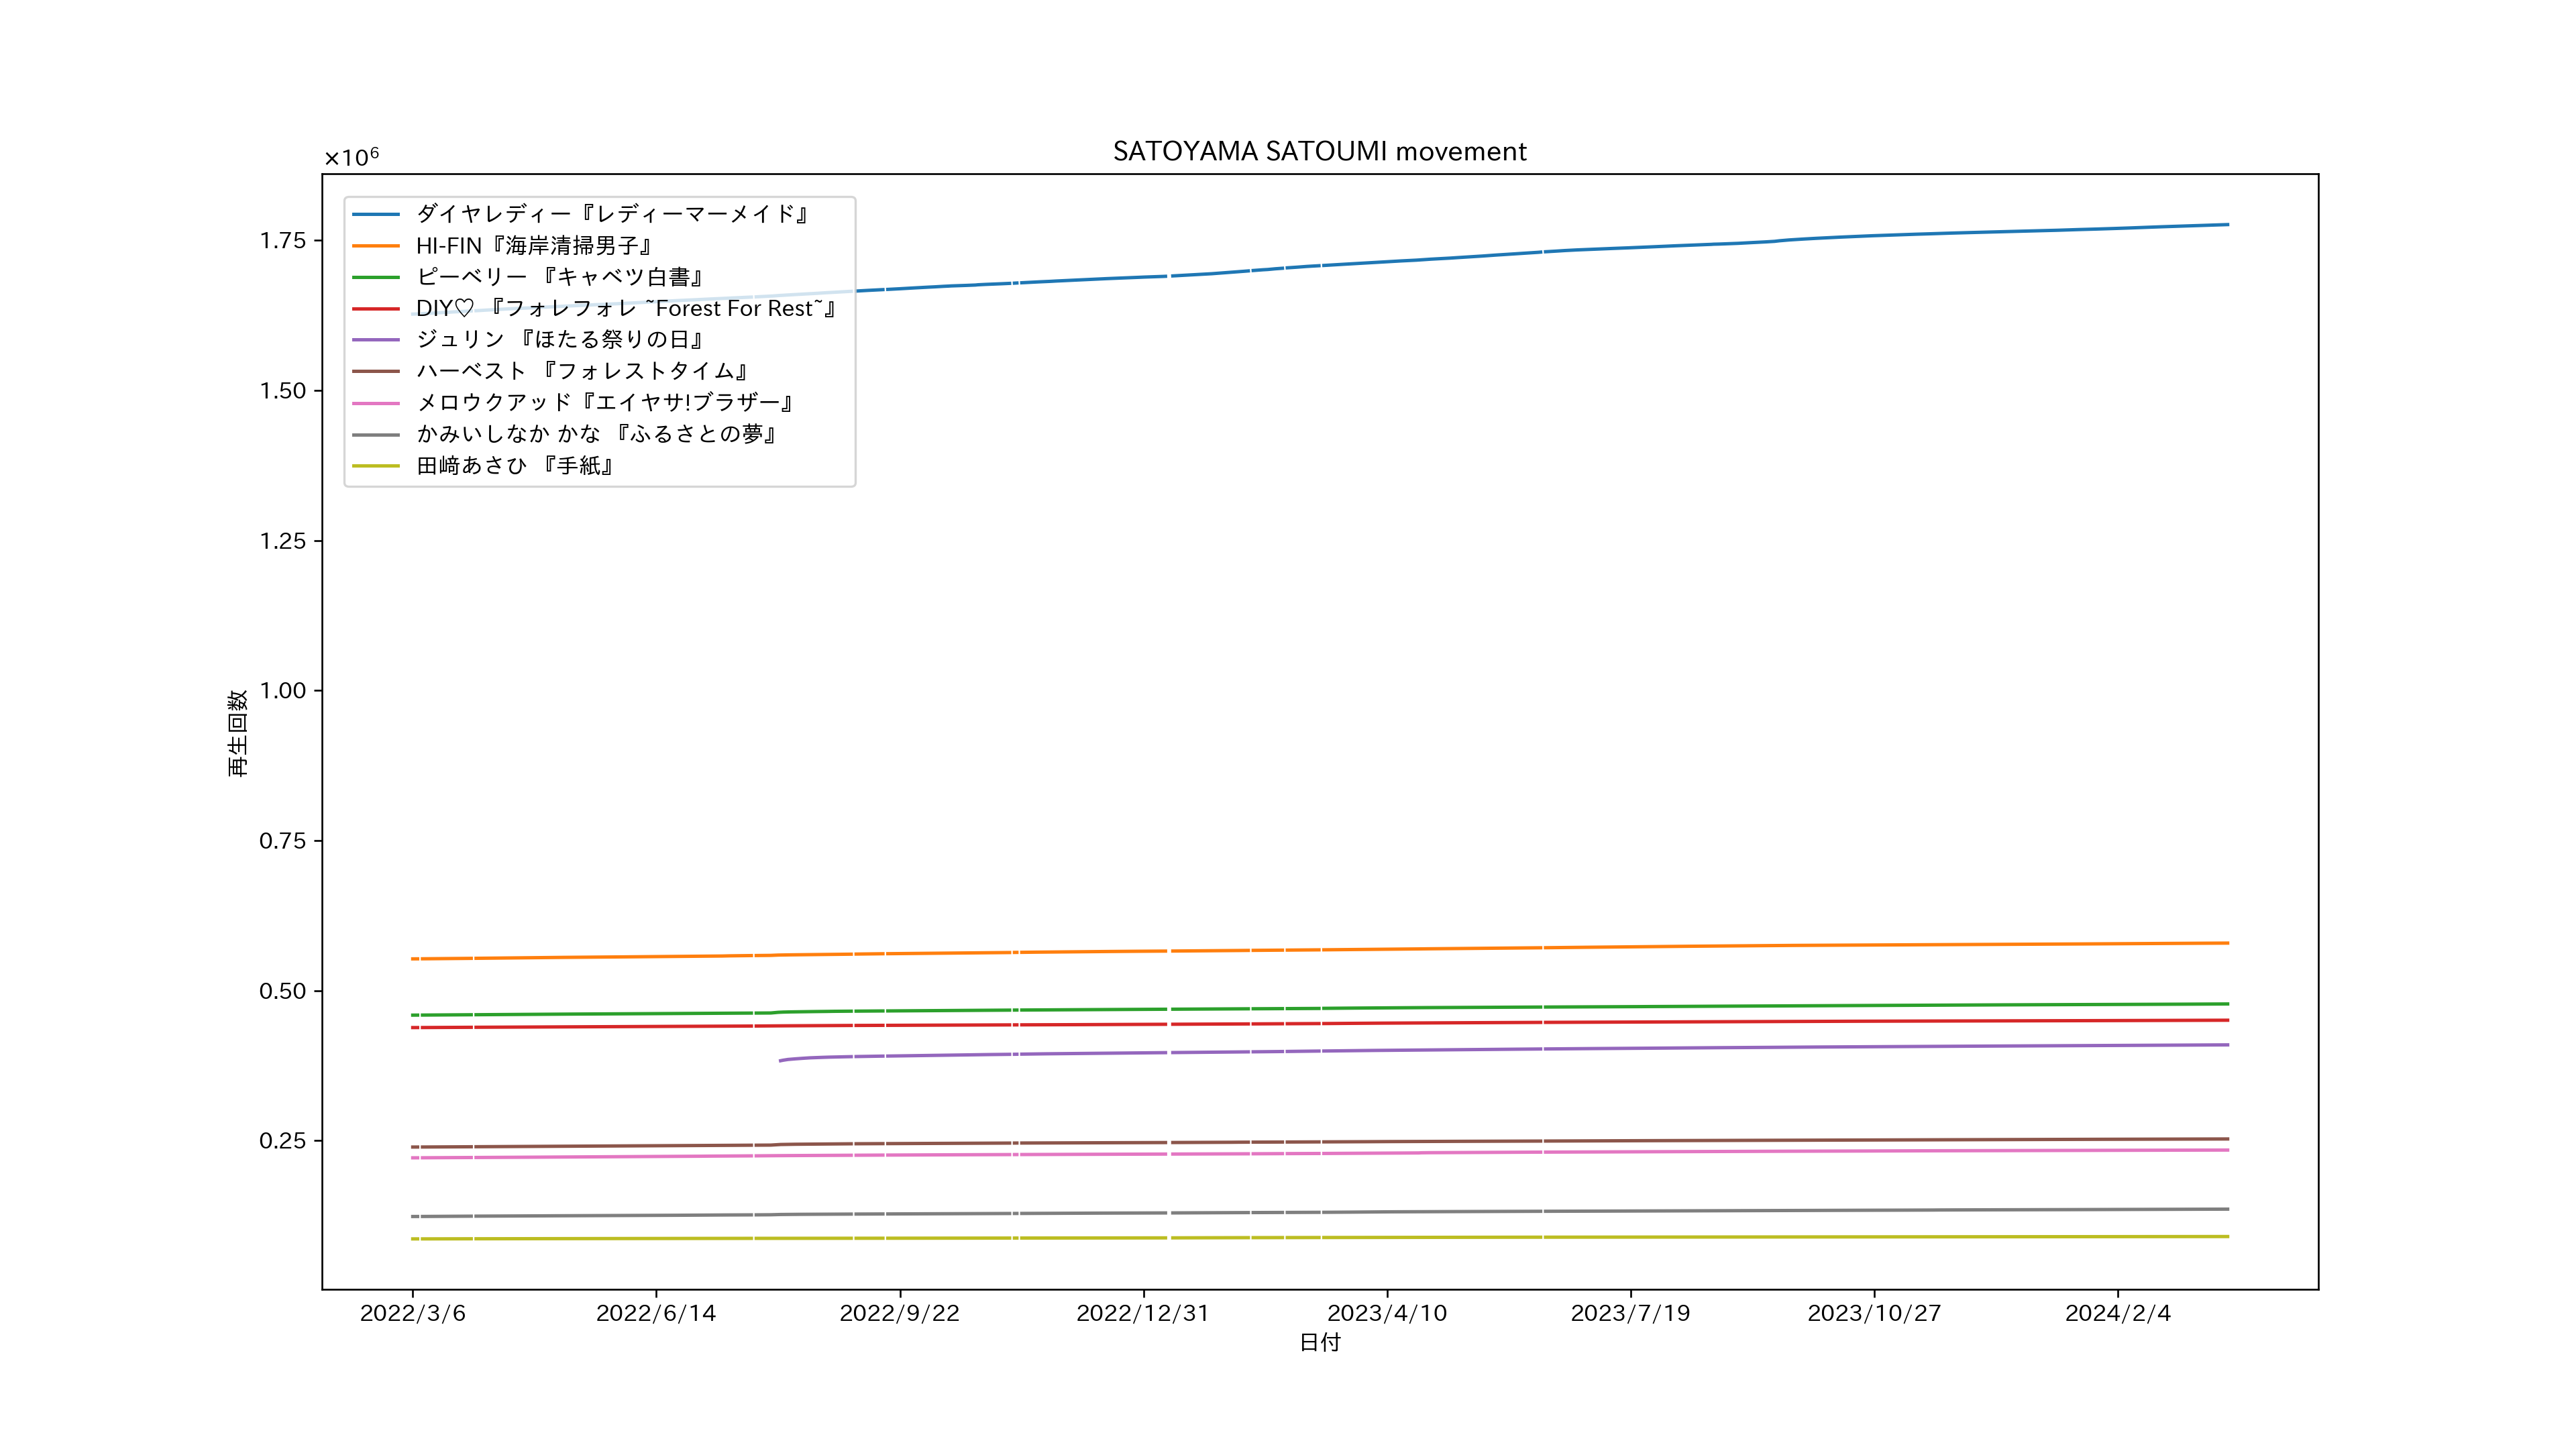 SATOYAMA SATOUMI movement
×10⁶
ダイヤレディー『レディーマーメイド』
HI-FIN『海岸清掃男子』
ピーベリー 『キャベツ白書』
DIY♡ 『フォレフォレ ~Forest For Rest~』
ジュリン 『ほたる祭りの日』
ハーベスト 『フォレストタイム』
メロウクアッド『エイヤサ!ブラザー』
かみいしなか かな 『ふるさとの夢』
田﨑あさひ 『手紙』
1.75
1.50
1.25
1.00
0.75
0.50
0.25
再生回数
2022/3/6 2022/6/14 2022/9/22 2022/12/31 2023/4/10 2023/7/19 2023/10/27 2024/2/4
日付